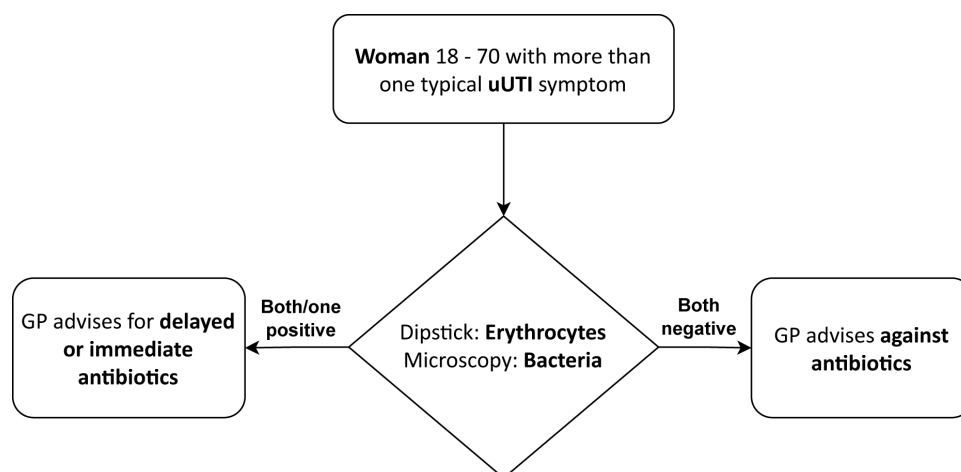 Woman 18 - 70 with more than
one typical uUTI symptom
GP advises for delayed
or immediate
antibiotics
Both/one
positive
Dipstick: Erythrocytes
Microscopy: Bacteria
Both
negative
GP advises against
antibiotics